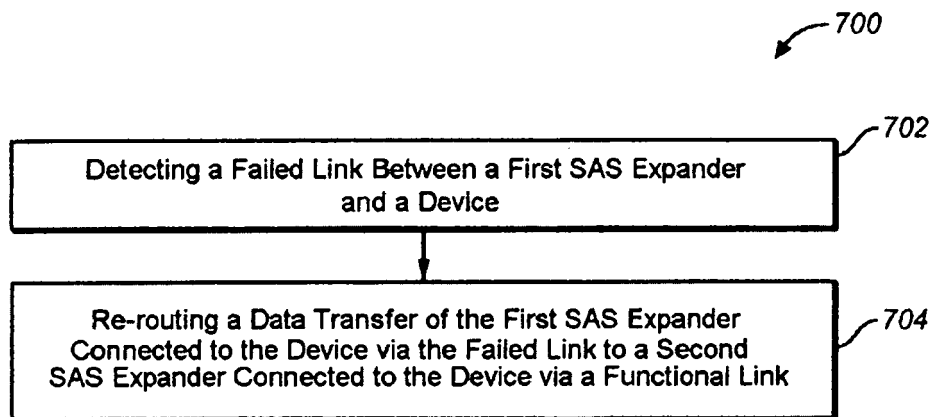 700
702
Detecting a Failed Link Between a First SAS Expander
and a Device
704
Re-routing a Data Transfer of the First SAS Expander
Connected to the Device via the Failed Link to a Second
SAS Expander Connected to the Device via a Functional Link